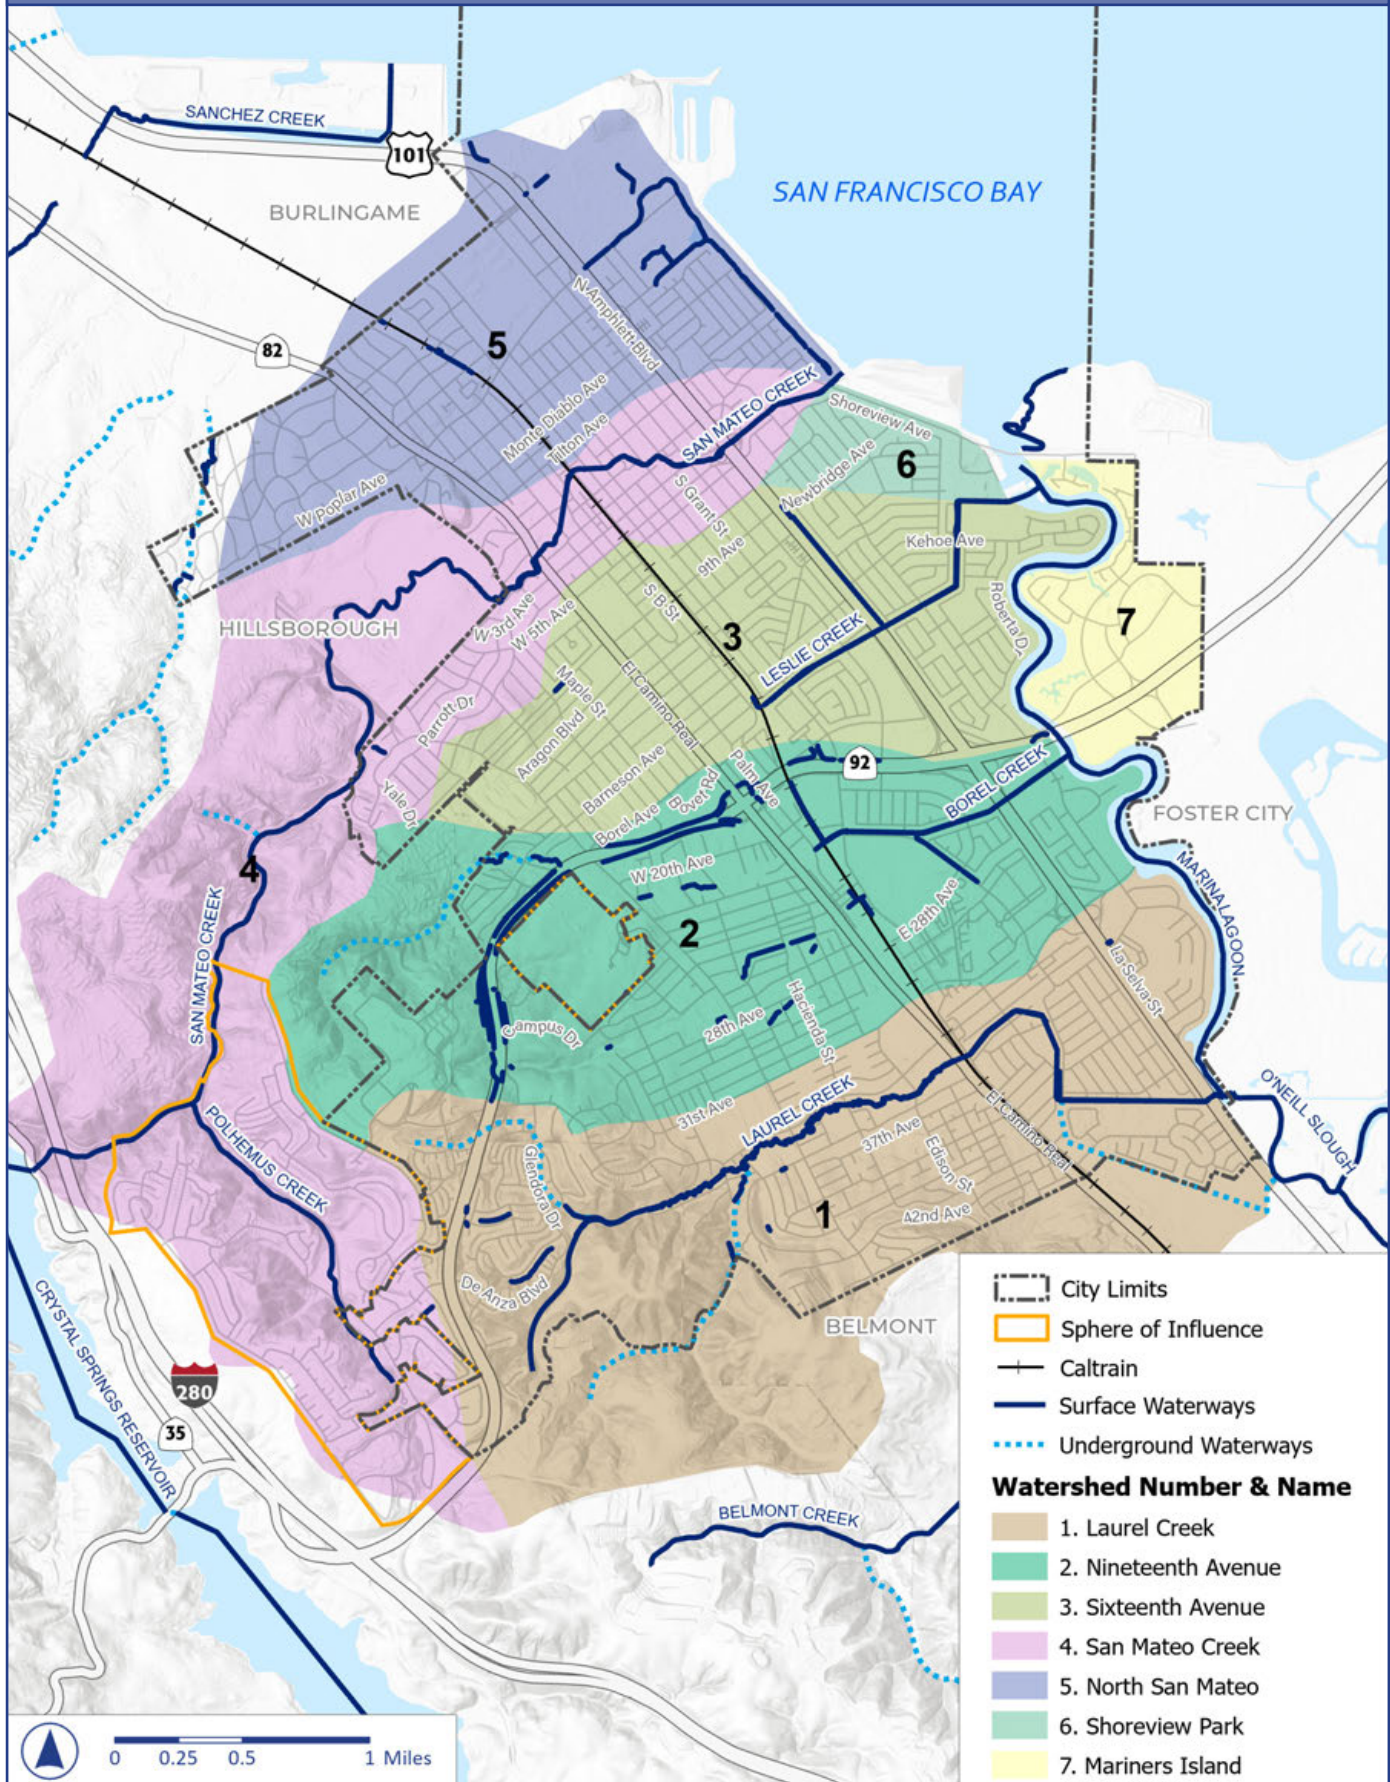 SANCHEZ CREEK
101
BURLINGAME
SAN FRANCISCO BAY
N Amphlett Blvd
5
82
Monte Diablo Ave
Tilton Ave
SAN MATEO CREEK
Shoreview Ave
6
Newbridge Ave
W Poplar Ave
S Grant St
9th Ave
Kehoe Ave
S B St
Roberta Dr
7
HILLSBOROUGH
W 3rd Ave
W 5th Ave
3
LESLIE CREEK
Maple St
El Camino Real
Parrott Dr
Aragon Blvd
Barneson Ave
Palm Ave
92
Yale Dr
Bovet Rd
Borel Ave
BOREL CREEK
FOSTER CITY
4
W 20th Ave
MARINA LAGOON
SAN MATEO CREEK
2
E 28th Ave
La Selva St
Campus Dr
28th Ave
Hacienda St
POLHEMUS CREEK
31st Ave
LAUREL CREEK
El Camino Real
O'NEILL SLOUGH
37th Ave
Edison St
Glendora Dr
1
42nd Ave
De Anza Blvd
BELMONT
CRYSTAL SPRINGS RESERVOIR
280
35
BELMONT CREEK
City Limits
Sphere of Influence
Caltrain
Surface Waterways
Underground Waterways
Watershed Number & Name
1. Laurel Creek
2. Nineteenth Avenue
3. Sixteenth Avenue
4. San Mateo Creek
5. North San Mateo
6. Shoreview Park
7. Mariners Island
0 0.25 0.5 1 Miles